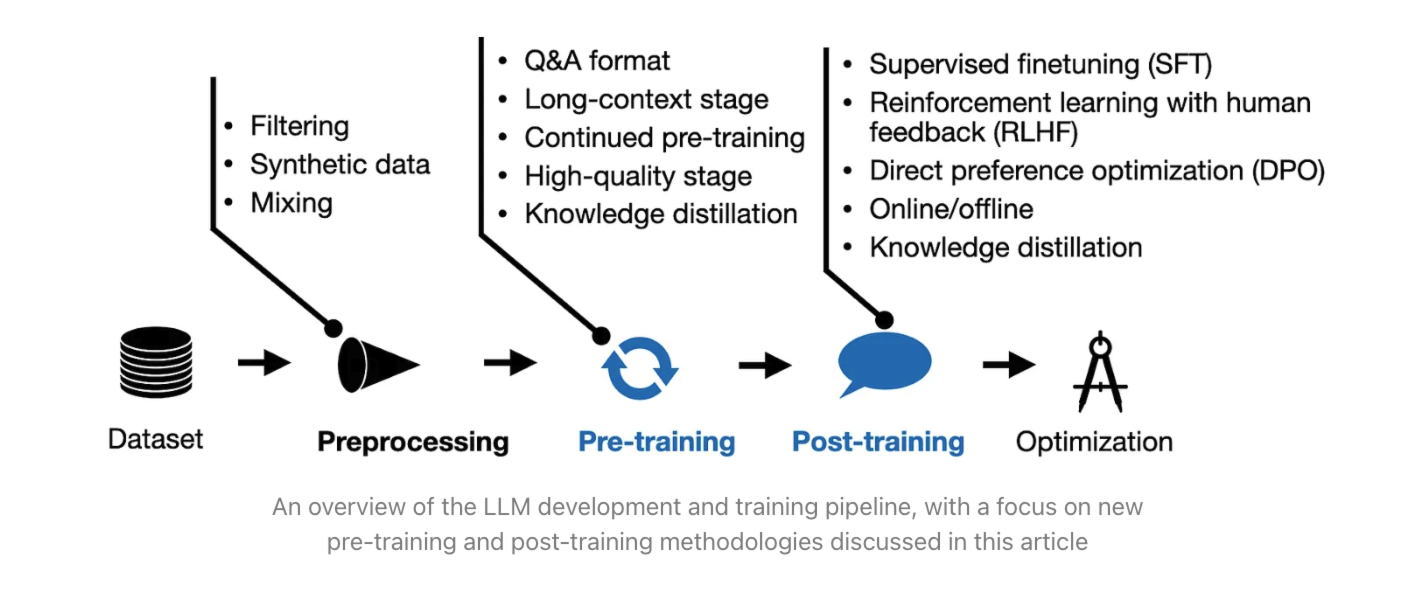 • Filtering
• Synthetic data
• Mixing
• Q&A format
• Long-context stage
• Continued pre-training
• High-quality stage
• Knowledge distillation
• Supervised finetuning (SFT)
• Reinforcement learning with human
feedback (RLHF)
• Direct preference optimization (DPO)
• Online/offline
• Knowledge distillation
Dataset
Preprocessing
Pre-training
Post-training
Optimization
An overview of the LLM development and training pipeline, with a focus on new
pre-training and post-training methodologies discussed in this article